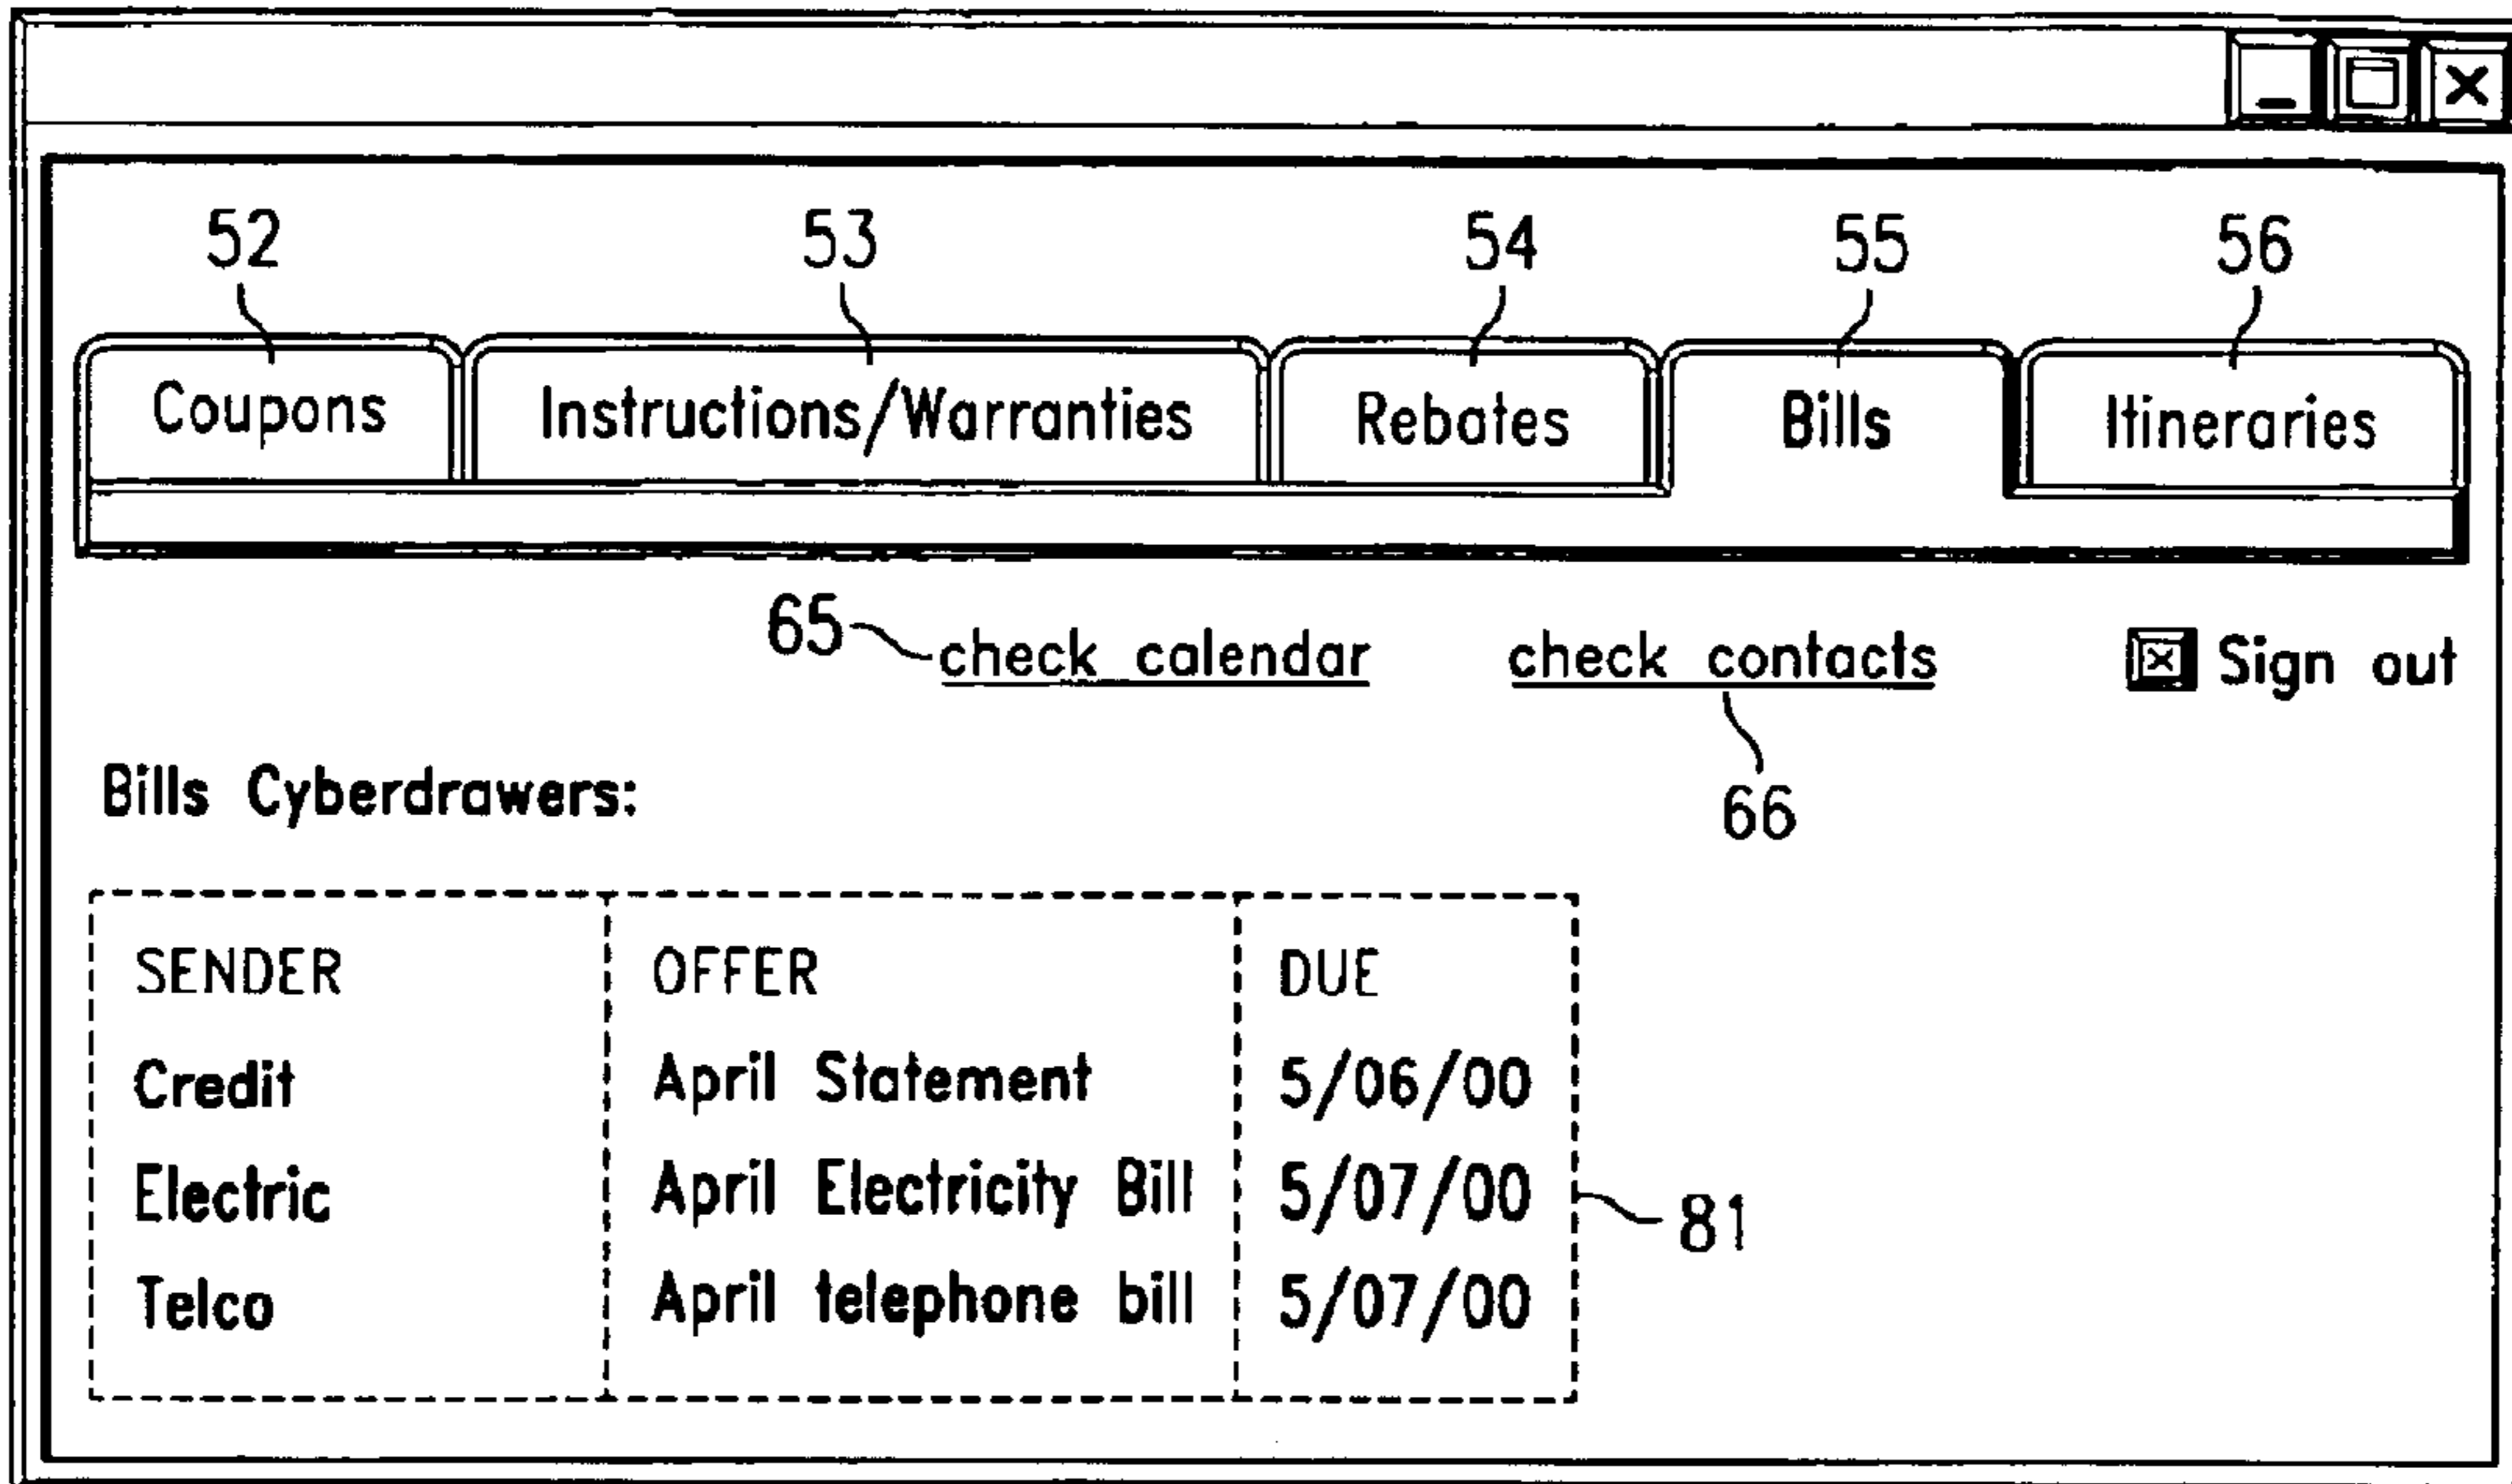 52 53 54 55 56
Coupons Instructions/Warranties Rebates Bills Itineraries
65 check calendar check contacts Sign out
66
Bills Cyberdrawers:
SENDER OFFER DUE
Credit April Statement 5/06/00
Electric April Electricity Bill 5/07/00
81
Telco April telephone bill 5/07/00